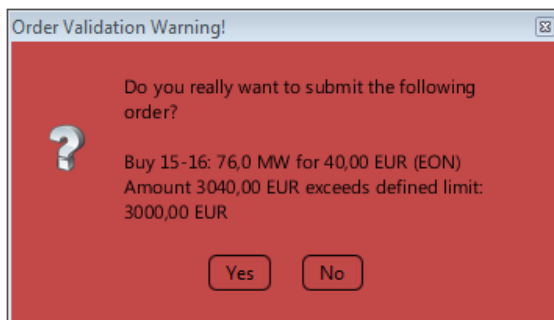 Order Validation Warning!
Do you really want to submit the following
order?
Buy 15-16: 76,0 MW for 40,00 EUR (EON)
Amount 3040,00 EUR exceeds defined limit:
3000,00 EUR
Yes No